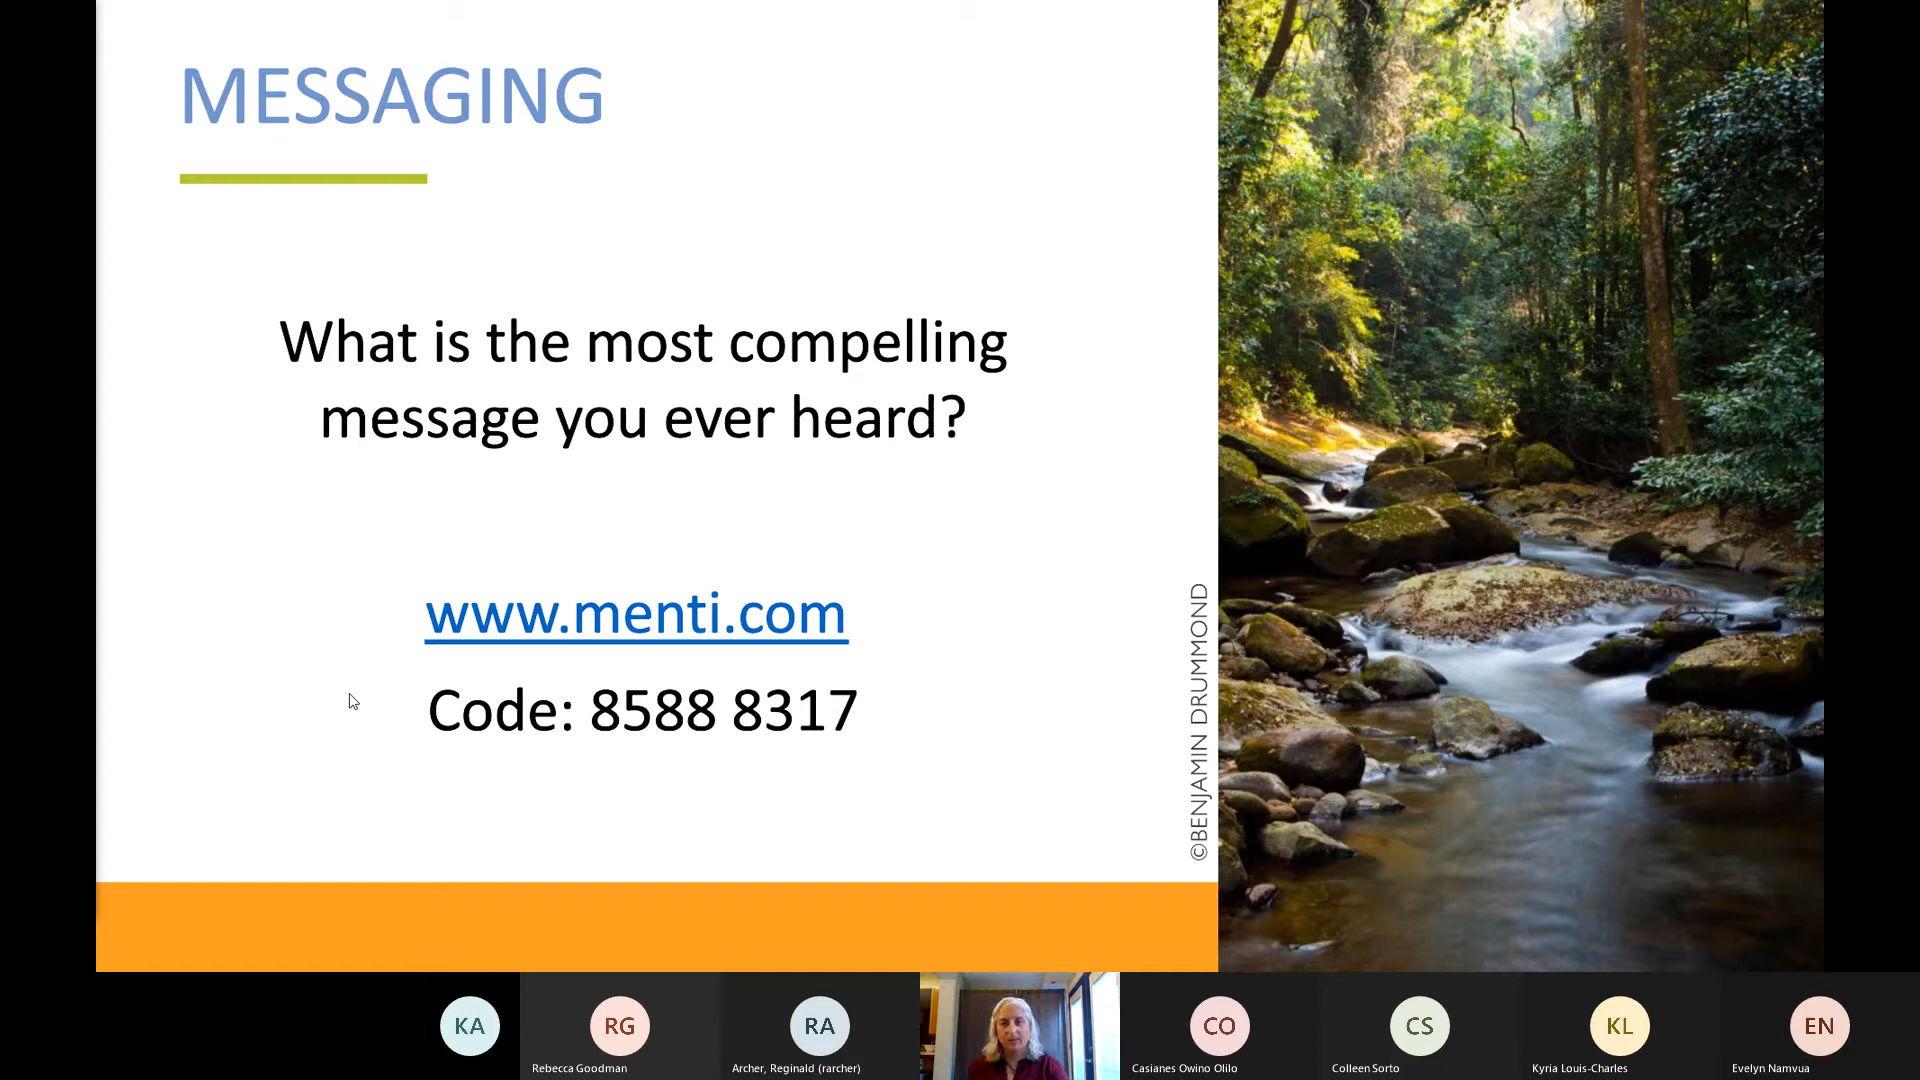 MESSAGING
What is the most compelling
message you ever heard?
www.menti.com
Code: 8588 8317
©BENJAMIN DRUMMOND
KA
RG
Rebecca Goodman
RA
Archer, Reginald (rarcher)
CO
Casianes Owino Olilo
CS
Colleen Sorto
KL
Kyria Louis-Charles
EN
Evelyn Namvua